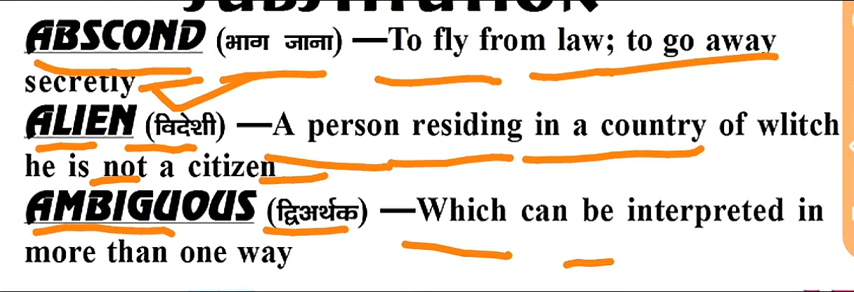 SUBSTITUTION
ABSCOND (भाग जाना) —To fly from law; to go away
secretly
ALIEN (विदेशी) —A person residing in a country of wlitch
he is not a citizen
AMBIGUOUS (द्विअर्थक) —Which can be interpreted in
more than one way